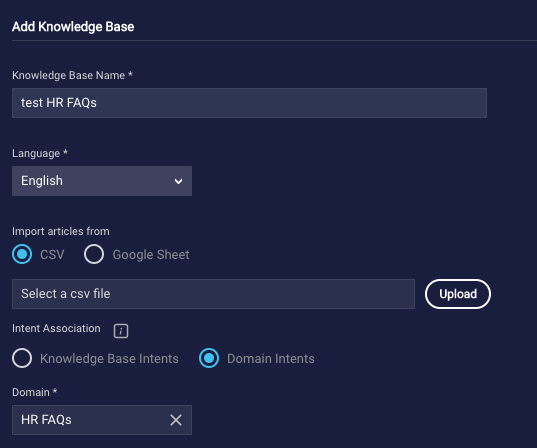 Add Knowledge Base
Knowledge Base Name *
test HR FAQs
Language *
English
Import articles from
CSV Google Sheet
Select a csv file Upload
Intent Association i
Knowledge Base Intents Domain Intents
Domain *
HR FAQs